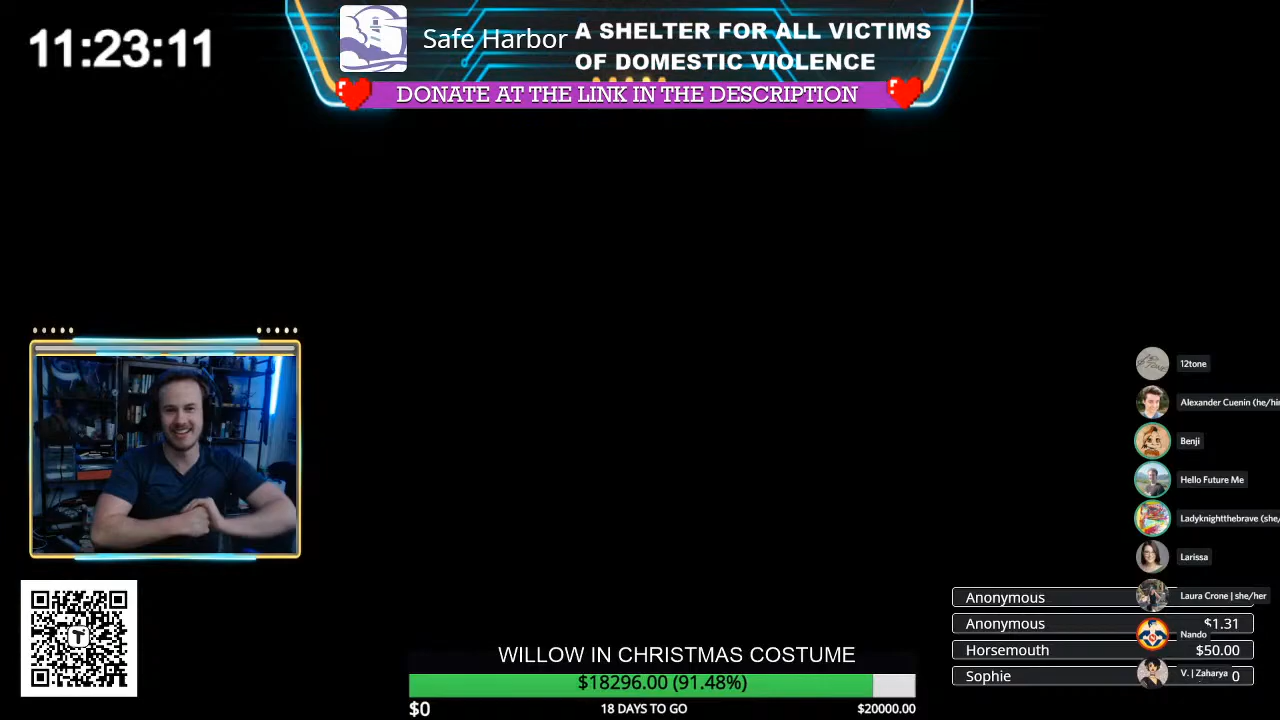 11:23:11
Safe Harbor
A SHELTER FOR ALL VICTIMS
OF DOMESTIC VIOLENCE
DONATE AT THE LINK IN THE DESCRIPTION
12tone
Alexander Cuenin (he/hi
Benji
Hello Future Me
Ladyknightthebrave (she/
Larissa
Laura Crone | she/her
Nando
V. | Zaharya
Anonymous
Anonymous $1.31
Horsemouth $50.00
Sophie 0
WILLOW IN CHRISTMAS COSTUME
$18296.00 (91.48%)
$0 18 DAYS TO GO $20000.00